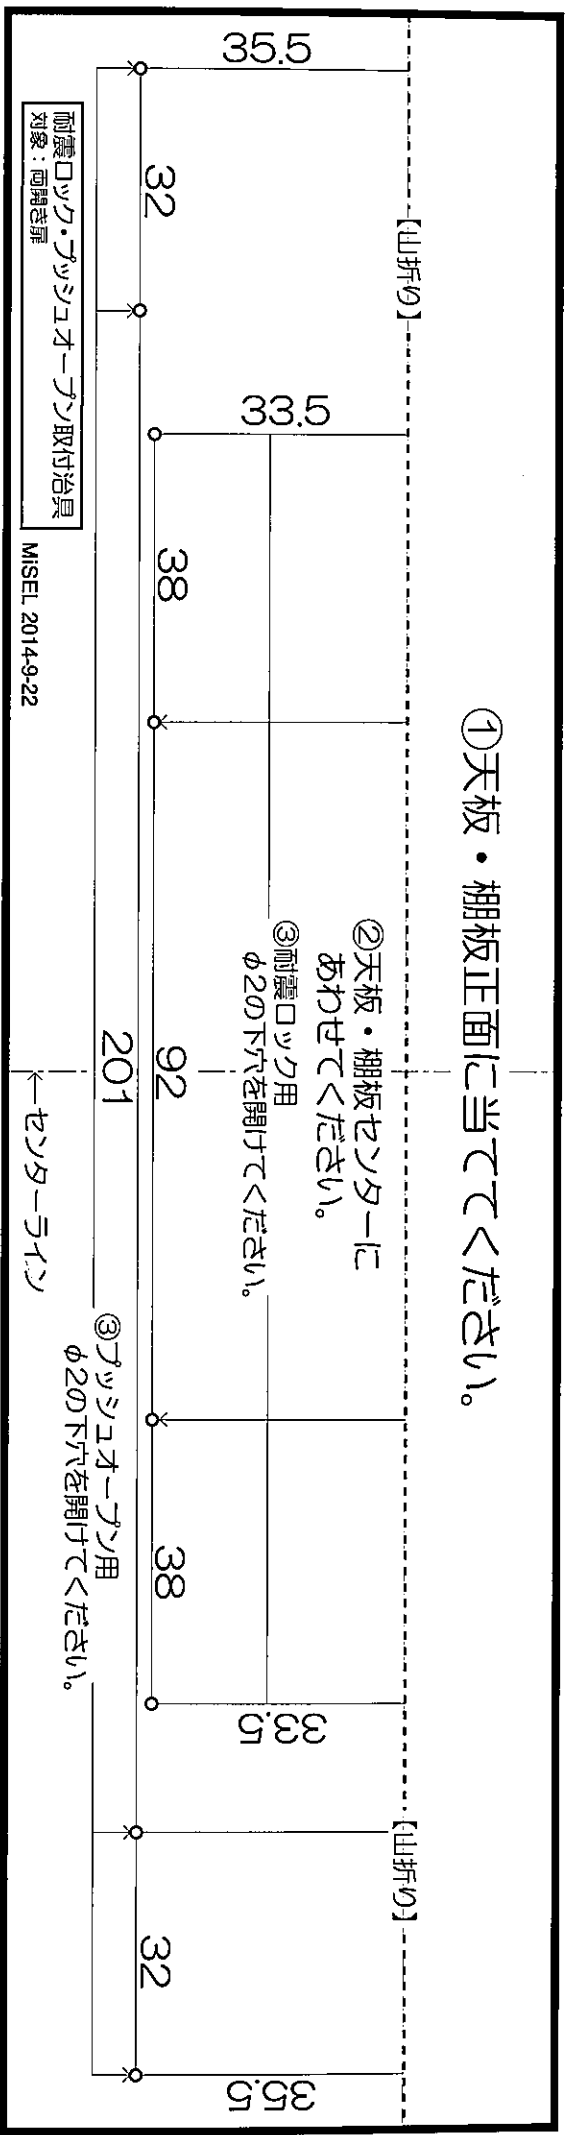 ①天板・棚板正面に当ててください。
【山折り】
【山折り】
②天板・棚板センターに
あわせてください。
③耐震ロック用
φ2の下穴を開けてください。
35.5
33.5
33.5
35.5
32
38
92
38
32
201
③プッシュオープン用
φ2の下穴を開けてください。
耐震ロック・プッシュオープン取付治具
対象：両開き扉
MiSEL 2014-9-22
←センターライン